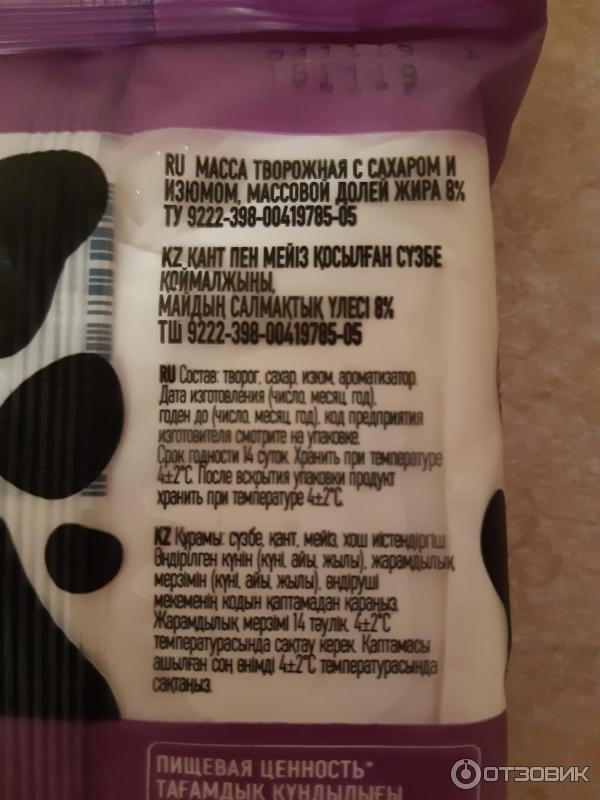 181119
RU МАССА ТВОРОЖНАЯ С САХАРОМ И
ИЗЮМОМ, МАССОВОЙ ДОЛЕЙ ЖИРА 8%
ТУ 9222-398-00419785-05
KZ ҚАНТ ПЕН МЕЙІЗ ҚОСЫЛҒАН СҮЗБЕ
ҚОЙМАЛЖЫҢЫ,
МАЙДЫҢ САЛМАҚТЫҚ ҮЛЕСІ 8%
ТШ 9222-398-00419785-05
RU Состав: творог, сахар, изюм, ароматизатор.
Дата изготовления (число, месяц, год),
годен до (число, месяц, год), код предприятия
изготовителя смотрите на упаковке.
Срок годности 14 суток. Хранить при температуре
4±2°С. После вскрытия упаковки продукт
хранить при температуре 4±2°С.
KZ Құрамы: сүзбе, қант, мейіз, хош иістендіргіш.
Өндірілген күнін (күні, айы, жылы), жарамдылық
мерзімін (күні, айы, жылы), өндіруші
мекеменің кодын қаптамадан қараңыз.
Жарамдылық мерзімі 14 тәулік. 4±2°С
температурасында сақтау керек. Қаптамасы
ашылған соң өнімді 4±2°С температурасында
сақтаңыз.
ПИЩЕВАЯ ЦЕННОСТЬ*
ТАҒАМДЫҚ ҚҰНДЫЛЫҒЫ
ОТЗОВИК